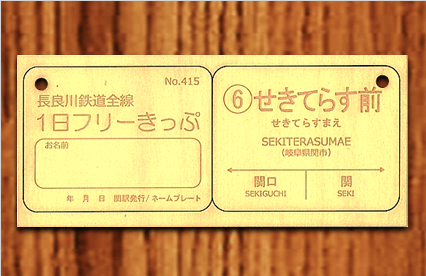 No.415
長良川鉄道全線
1日フリーきっぷ
お名前
年 月 日 関駅発行/ネームプレート
⑥せきてらす前
せきてらすまえ
SEKITERASUMAE
(岐阜県関市)
関口 関
SEKIGUCHI SEKI